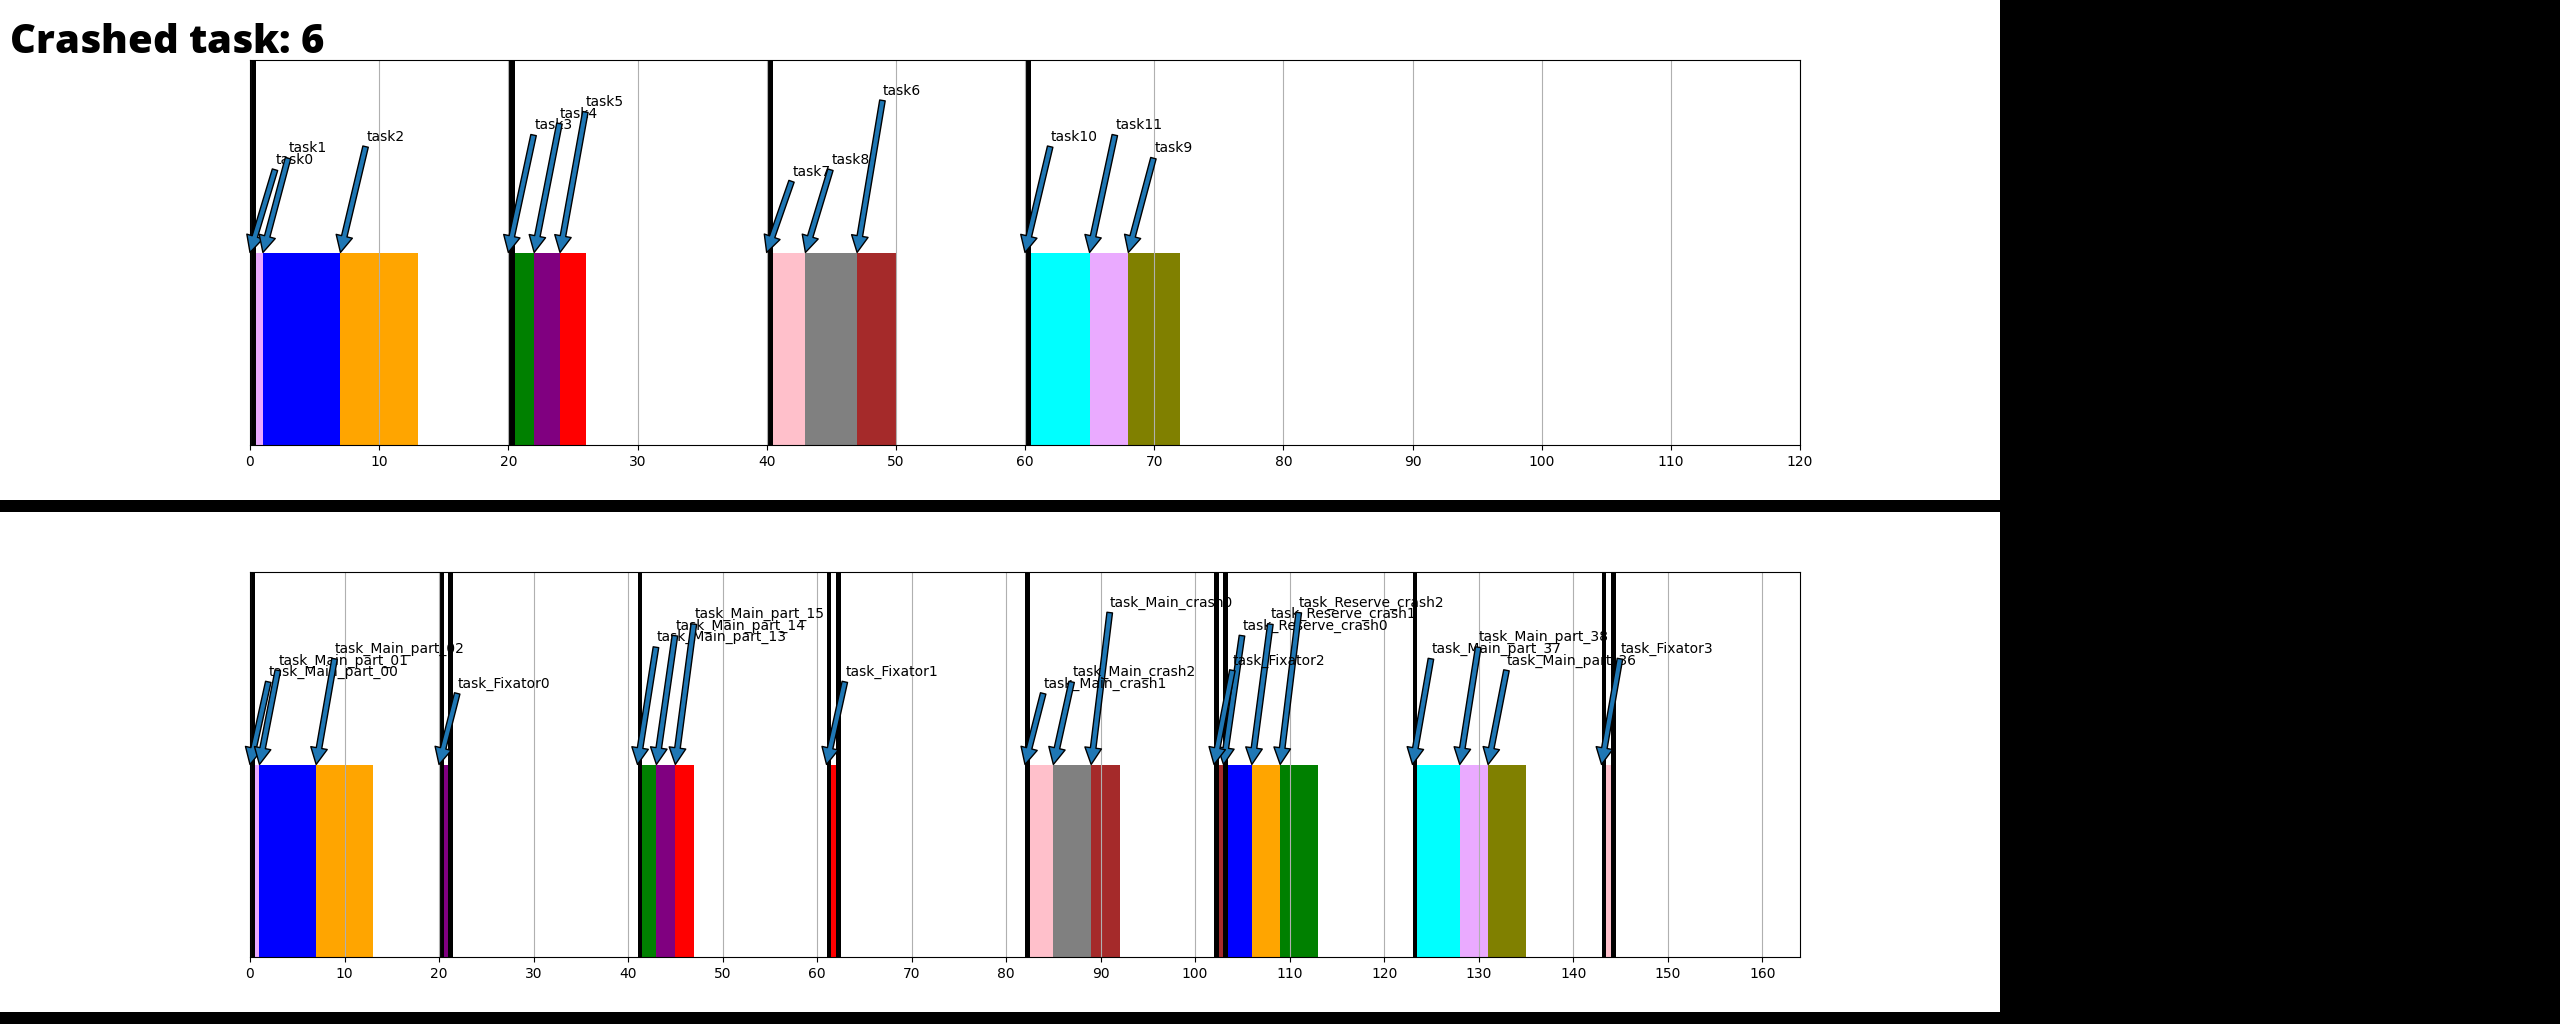 Crashed task: 6
task6
task5
task4
task3
task11
task2
task10
task1
task9
task0
task8
task7
0 10 20 30 40 50 60 70 80 90 100 110 120
task_Main_crash0
task_Reserve_crash2
task_Main_part_15
task_Reserve_crash1
task_Main_part_14
task_Reserve_crash0
task_Main_part_13
task_Main_part_38
task_Main_part_02
task_Main_part_37
task_Fixator3
task_Main_part_01
task_Fixator2
task_Main_part_36
task_Main_part_00
task_Fixator1
task_Main_crash2
task_Fixator0
task_Main_crash1
0 10 20 30 40 50 60 70 80 90 100 110 120 130 140 150 160